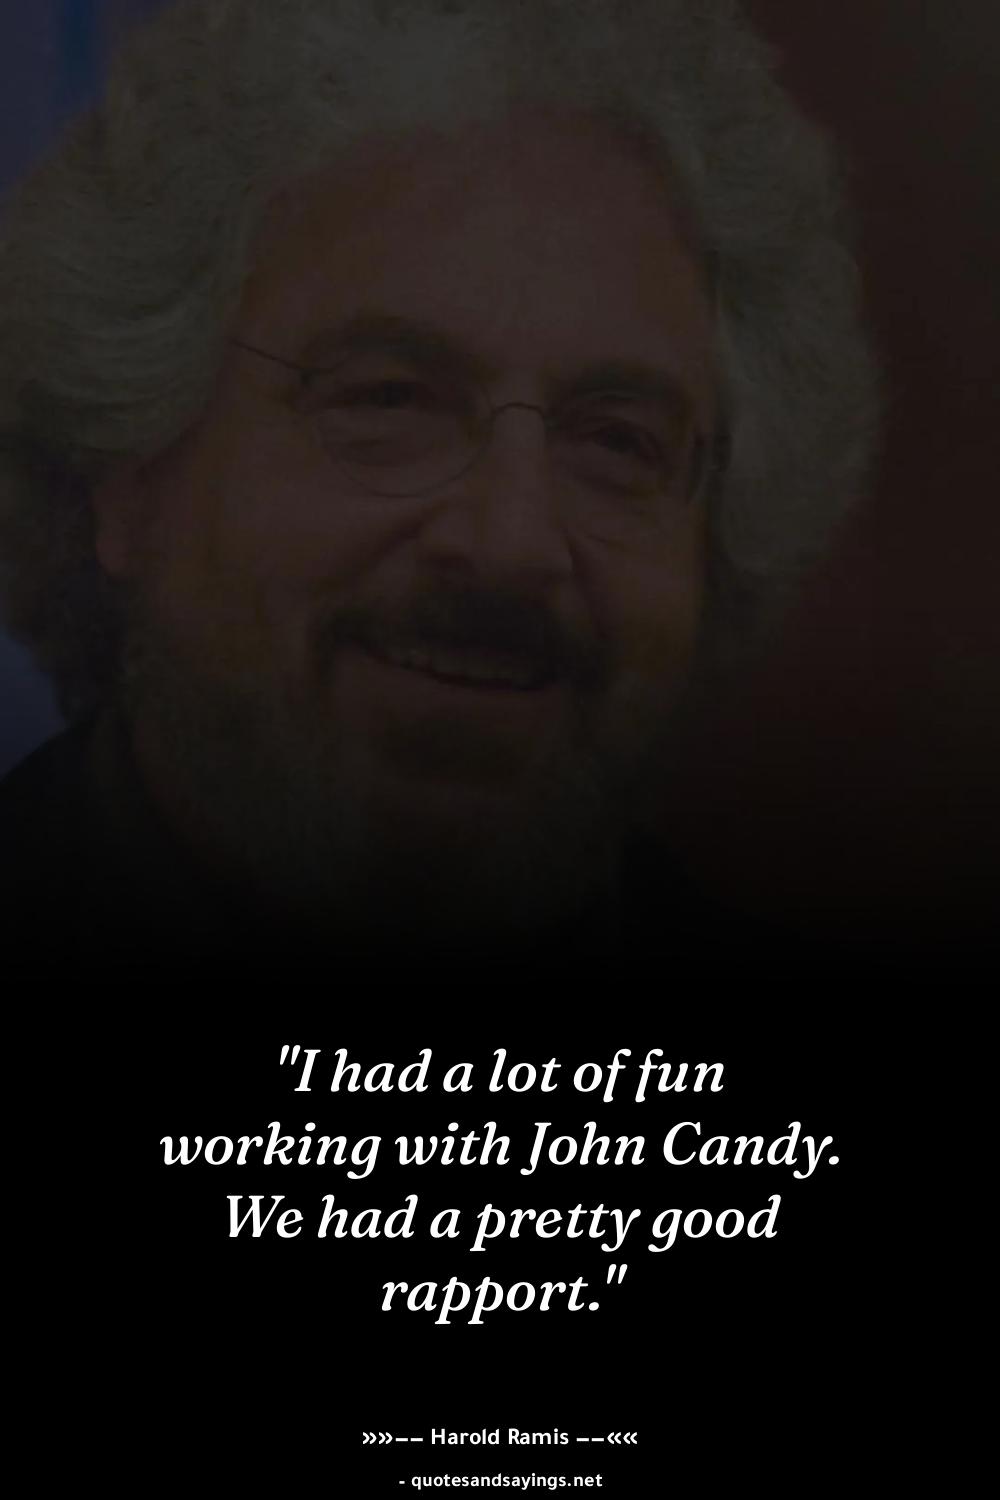 "I had a lot of fun
working with John Candy.
We had a pretty good
rapport."
»»–– Harold Ramis ––««
- quotesandsayings.net